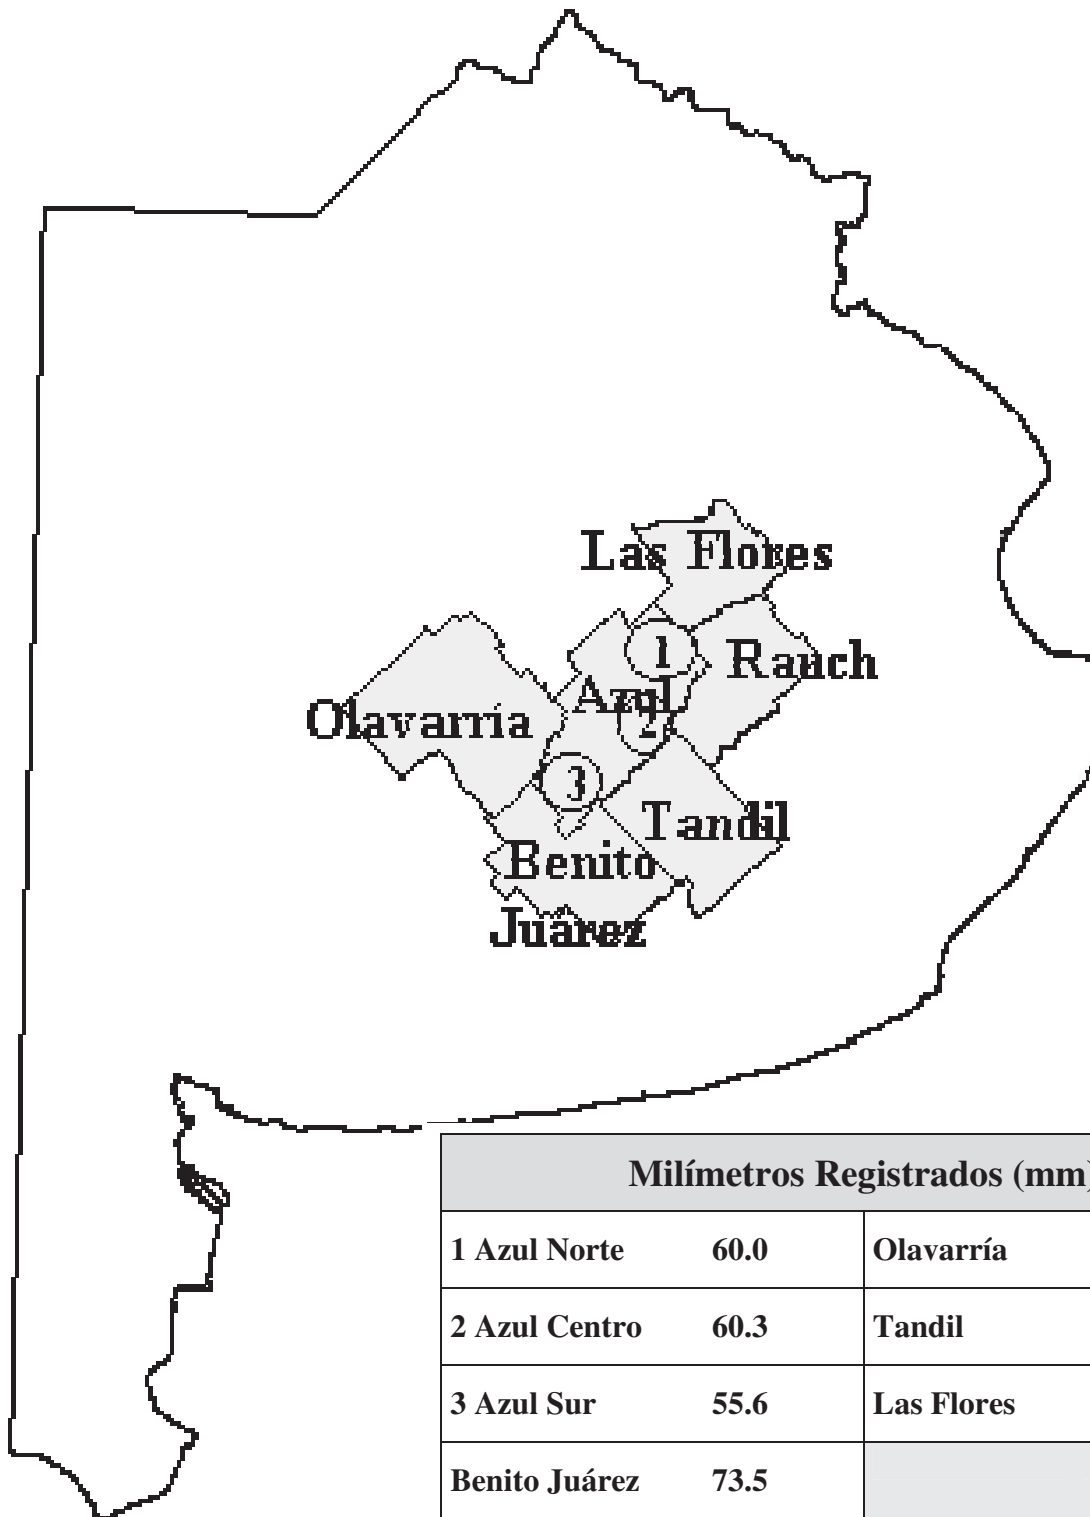 Las Flores
1
Rauch
Azul
2
Olavarría
3
Tandil
Benito
Juárez
Milímetros Registrados (mm)
1 Azul Norte 60.0 Olavarría
2 Azul Centro 60.3 Tandil
3 Azul Sur 55.6 Las Flores
Benito Juárez 73.5